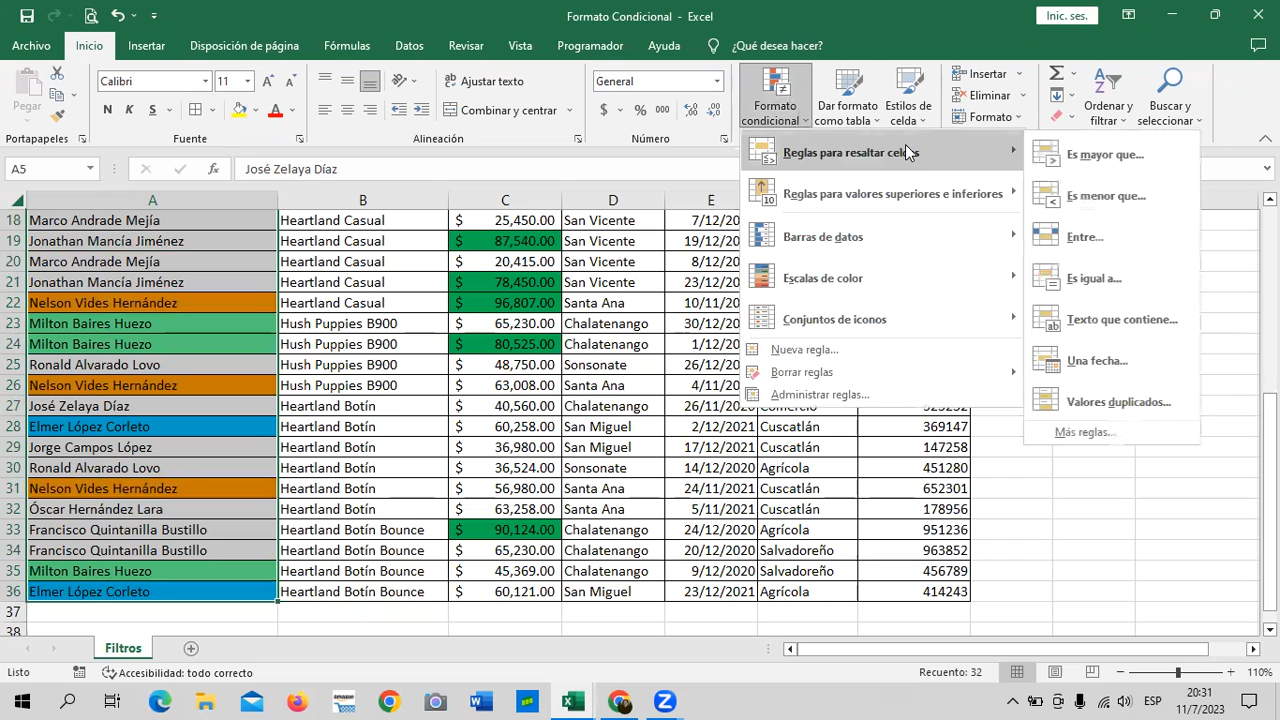 Formato Condicional - Excel
Inic. ses.
Archivo Inicio Insertar Disposición de página Fórmulas Datos Revisar Vista Programador Ayuda ¿Qué desea hacer?
Pegar
Calibri 11
N K S
Ajustar texto
Combinar y centrar
General
$ % 000
Formato condicional
Dar formato como tabla
Estilos de celda
Insertar
Eliminar
Formato
Ordenar y filtrar
Buscar y seleccionar
Portapapeles Fuente Alineación Número
A5 fx José Zelaya Díaz
A B C D E
18 Marco Andrade Mejía Heartland Casual $ 25,450.00 San Vicente 7/12/20
19 Jonathan Mancía Jiménez Heartland Casual $ 87,540.00 San Vicente 19/12/20
20 Marco Andrade Mejía Heartland Casual $ 20,415.00 San Vicente 8/12/20
21 Jonathan Mancía Jiménez Heartland Casual $ 78,450.00 San Vicente 23/12/20
22 Nelson Vides Hernández Heartland Casual $ 96,807.00 Santa Ana 10/11/20
23 Milton Baires Huezo Hush Puppies B900 $ 65,230.00 Chalatenango 30/12/20
24 Milton Baires Huezo Hush Puppies B900 $ 80,525.00 Chalatenango 1/12/20
25 Ronald Alvarado Lovo Hush Puppies B900 $ 48,750.00 Sonsonate 26/12/20
26 Nelson Vides Hernández Hush Puppies B900 $ 63,008.00 Santa Ana 4/11/20
27 José Zelaya Díaz Heartland Botín $ 40,560.00 Santa Ana 26/11/20
28 Elmer López Corleto Heartland Botín $ 60,258.00 San Miguel 2/12/2021 Cuscatlán 369147
29 Jorge Campos López Heartland Botín $ 36,980.00 San Miguel 17/12/2021 Cuscatlán 147258
30 Ronald Alvarado Lovo Heartland Botín $ 36,524.00 Sonsonate 14/12/2020 Agrícola 451280
31 Nelson Vides Hernández Heartland Botín $ 56,980.00 Santa Ana 24/11/2021 Cuscatlán 652301
32 Óscar Hernández Lara Heartland Botín $ 63,258.00 Santa Ana 5/11/2021 Cuscatlán 178956
33 Francisco Quintanilla Bustillo Heartland Botín Bounce $ 90,124.00 Chalatenango 24/12/2020 Agrícola 951236
34 Francisco Quintanilla Bustillo Heartland Botín Bounce $ 65,230.00 Chalatenango 20/12/2020 Salvadoreño 963852
35 Milton Baires Huezo Heartland Botín Bounce $ 45,369.00 Chalatenango 9/12/2020 Salvadoreño 456789
36 Elmer López Corleto Heartland Botín Bounce $ 60,121.00 San Miguel 23/12/2021 Agrícola 414243
37
38
Reglas para resaltar celdas
Reglas para valores superiores e inferiores
Barras de datos
Escalas de color
Conjuntos de iconos
Nueva regla...
Borrar reglas
Administrar reglas...
Es mayor que...
Es menor que...
Entre...
Es igual a...
Texto que contiene...
Una fecha...
Valores duplicados...
Más reglas...
Filtros
Listo Accesibilidad: todo correcto Recuento: 32 110%
ESP 20:31
11/7/2023